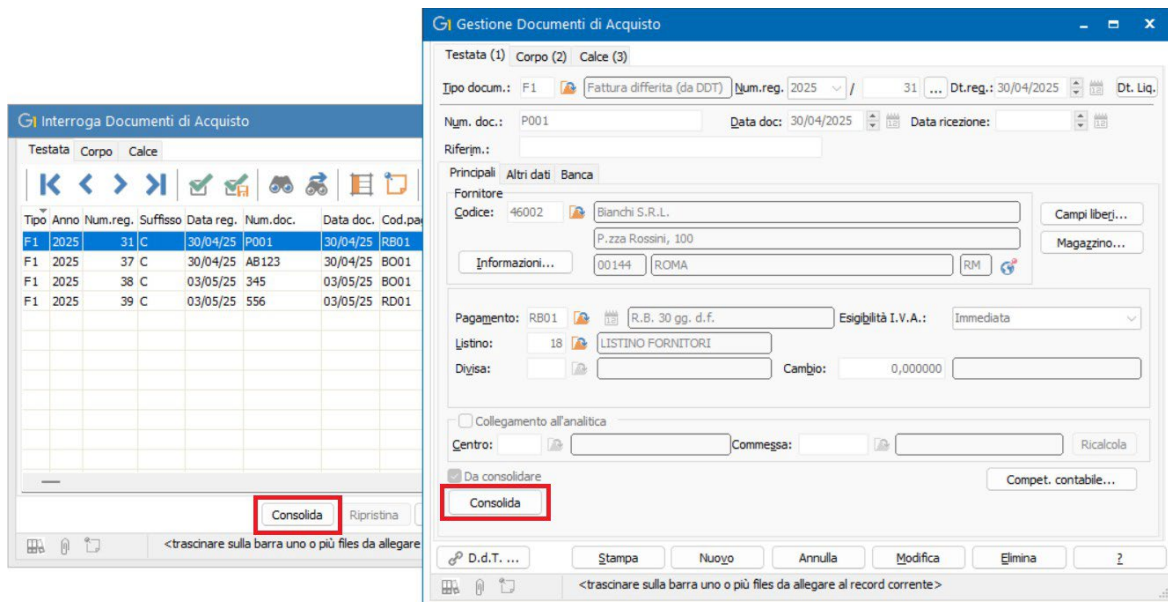 Interroga Documenti di Acquisto
Testata Corpo Calce
Tipo Anno Num.reg. Suffisso Data reg. Num.doc. Data doc. Cod.pa
F1 2025 31 C 30/04/25 P001 30/04/25 RB01
F1 2025 37 C 30/04/25 AB123 30/04/25 BO01
F1 2025 38 C 03/05/25 345 03/05/25 BO01
F1 2025 39 C 03/05/25 556 03/05/25 RD01
Consolida Ripristina
<trascinare sulla barra uno o più files da allegare
Gestione Documenti di Acquisto
Testata (1) Corpo (2) Calce (3)
Tipo docum.: F1 Fattura differita (da DDT) Num.reg. 2025 / 31 ... Dt.reg.: 30/04/2025 Dt. Liq.
Num. doc.: P001 Data doc: 30/04/2025 Data ricezione:
Riferim.:
Principali Altri dati Banca
Fornitore
Codice: 46002 Bianchi S.R.L. Campi liberi...
P.zza Rossini, 100 Magazzino...
Informazioni... 00144 ROMA RM
Pagamento: RB01 R.B. 30 gg. d.f. Esigibilità I.V.A.: Immediata
Listino: 18 LISTINO FORNITORI
Divisa: Cambio: 0,000000
Collegamento all'analitica
Centro: Commessa: Ricalcola
Da consolidare
Consolida Compet. contabile...
D.d.T. ... Stampa Nuovo Annulla Modifica Elimina ?
<trascinare sulla barra uno o più files da allegare al record corrente>